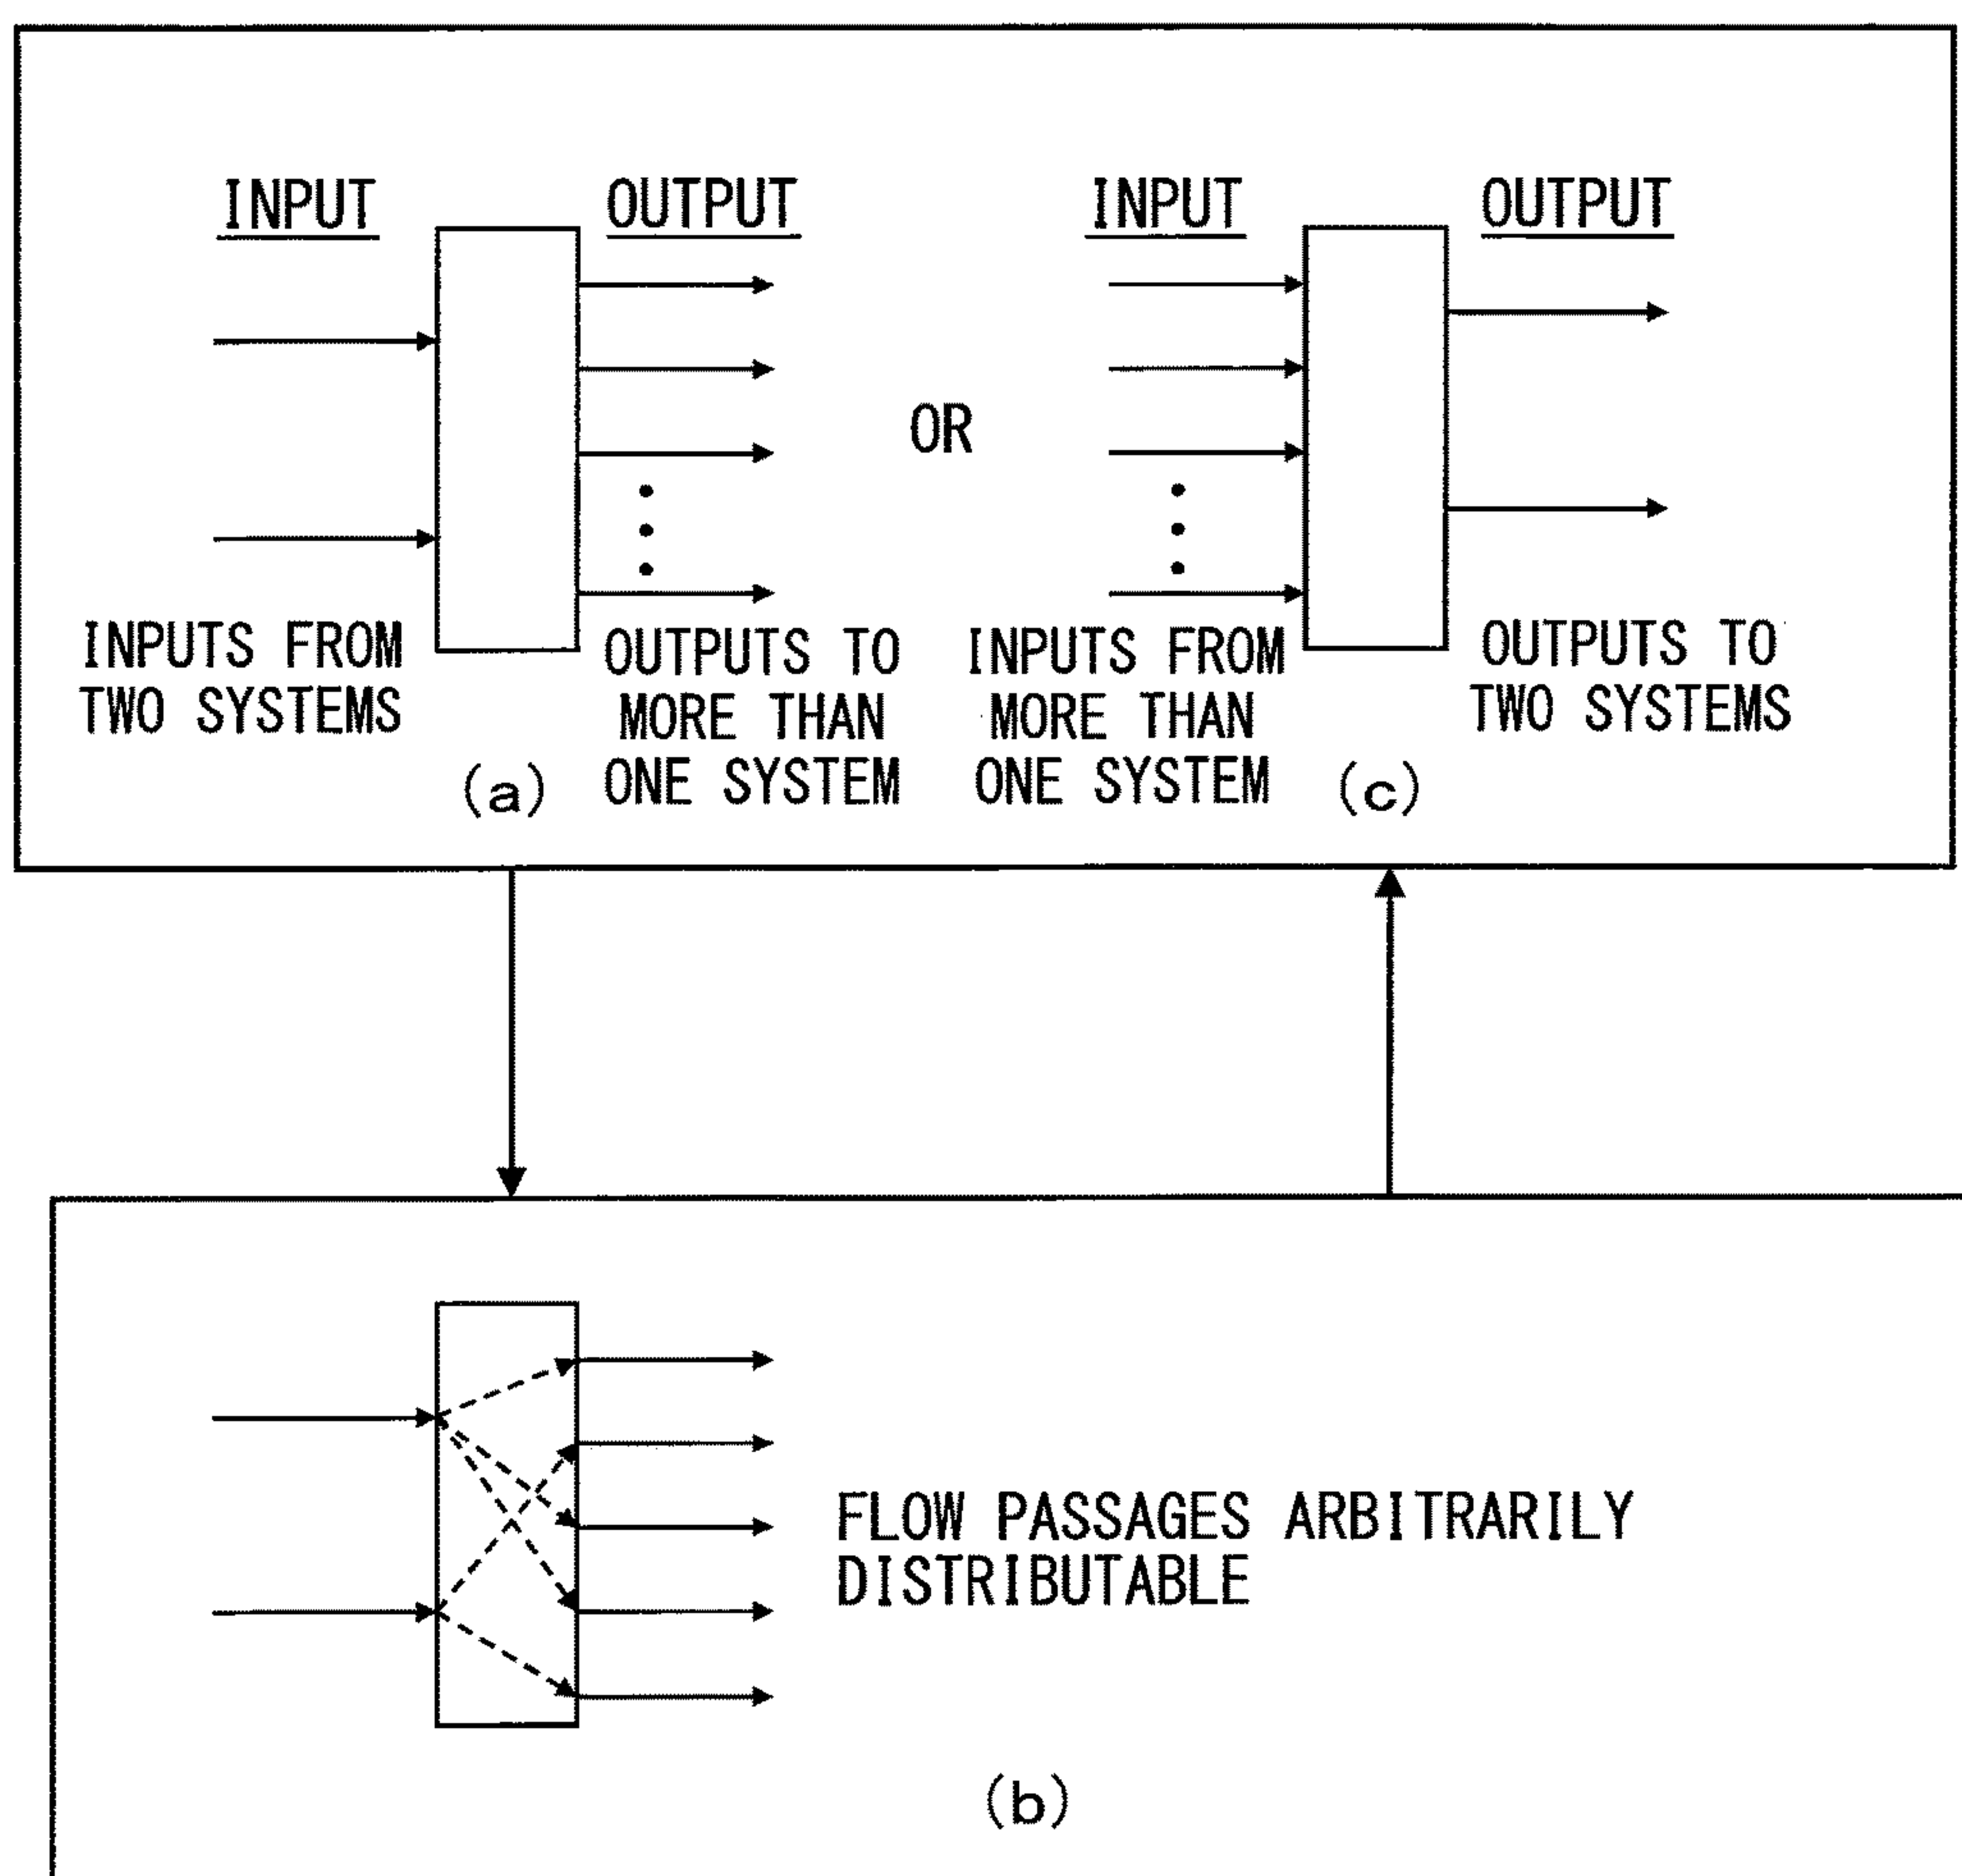 INPUT
OUTPUT
INPUT
OUTPUT
OR
INPUTS FROM
TWO SYSTEMS
OUTPUTS TO
MORE THAN
ONE SYSTEM
(a)
INPUTS FROM
MORE THAN
ONE SYSTEM
OUTPUTS TO
TWO SYSTEMS
(c)
FLOW PASSAGES ARBITRARILY
DISTRIBUTABLE
(b)